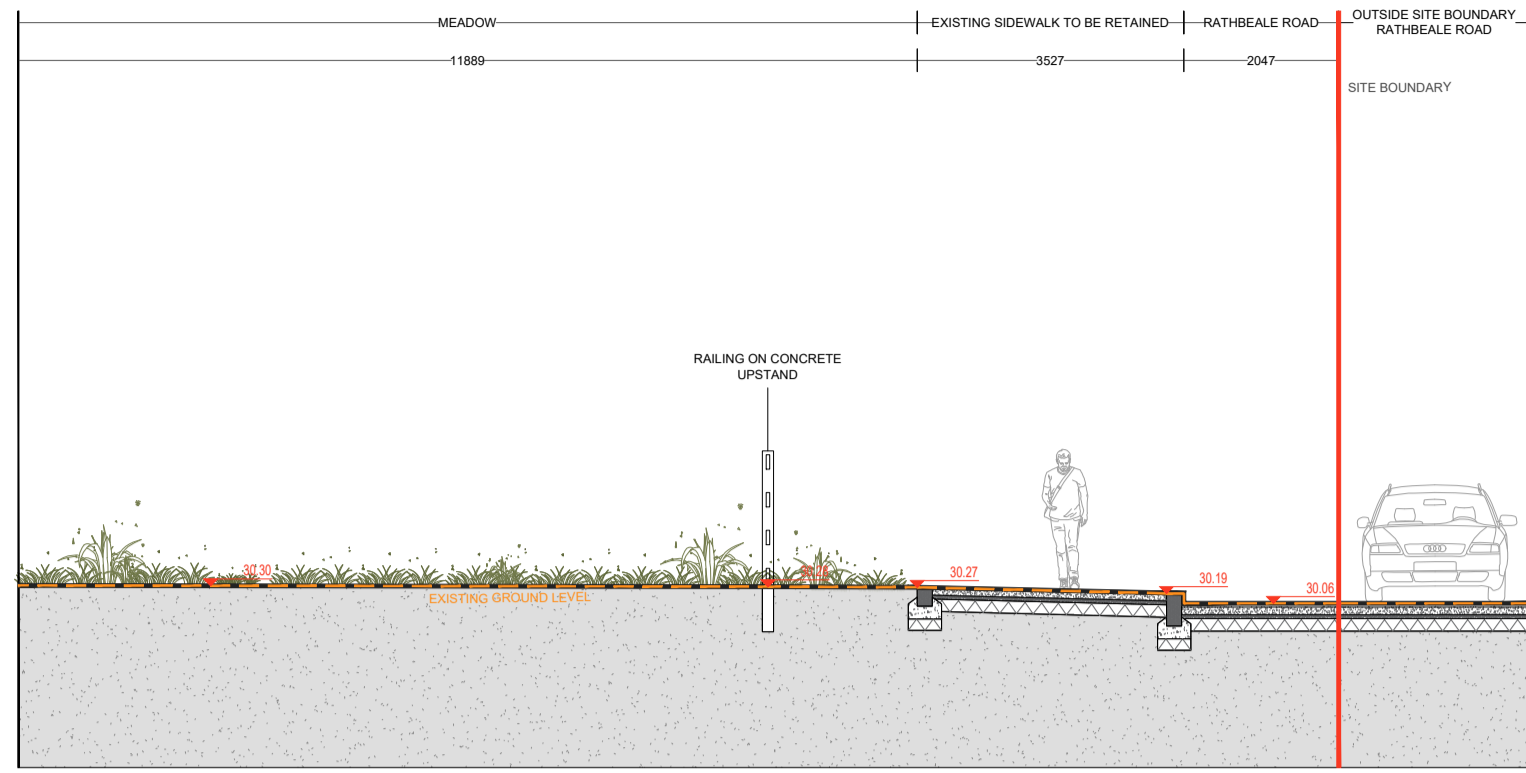 MEADOW
EXISTING SIDEWALK TO BE RETAINED
RATHBEALE ROAD
OUTSIDE SITE BOUNDARY
RATHBEALE ROAD
11889
3527
2047
SITE BOUNDARY
RAILING ON CONCRETE
UPSTAND
30.30
30.27
30.19
30.06
EXISTING GROUND LEVEL